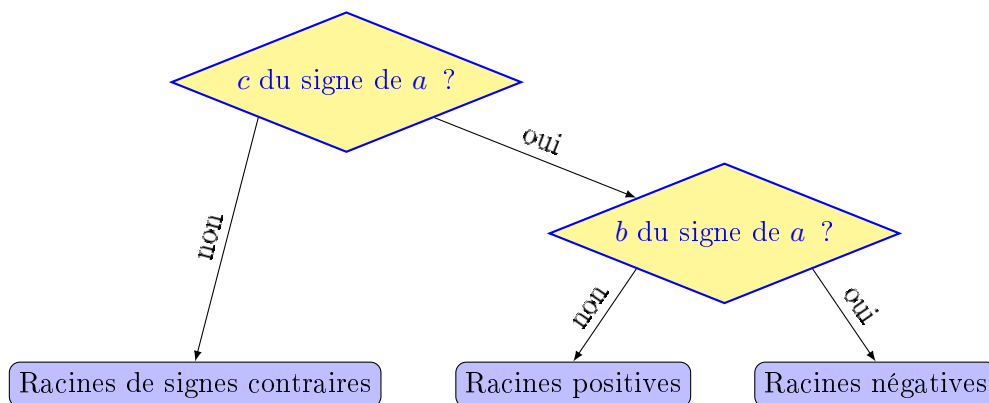 c du signe de a ?
oui
non
b du signe de a ?
non
oui
Racines de signes contraires
Racines positives
Racines négatives